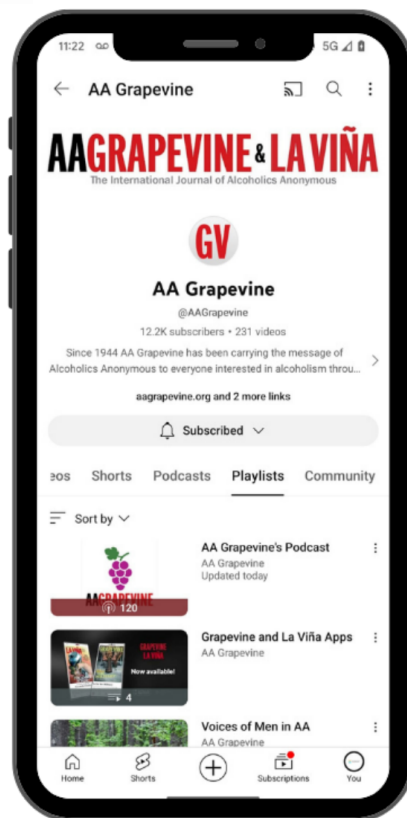 11:22
5G
AA Grapevine
AAGRAPEVINE & LA VIÑA
The International Journal of Alcoholics Anonymous
GV
AA Grapevine
@AAGrapevine
12.2K subscribers • 231 videos
Since 1944 AA Grapevine has been carrying the message of
Alcoholics Anonymous to everyone interested in alcoholism throu...
aagrapevine.org and 2 more links
Subscribed
eos Shorts Podcasts Playlists Community
Sort by
AAGRAPEVINE
120
AA Grapevine's Podcast
AA Grapevine
Updated today
GRAPEVINE
LA VIÑA
Now available!
4
Grapevine and La Viña Apps
AA Grapevine
Voices of Men in AA
AA Grapevine
Home Shorts Subscriptions You